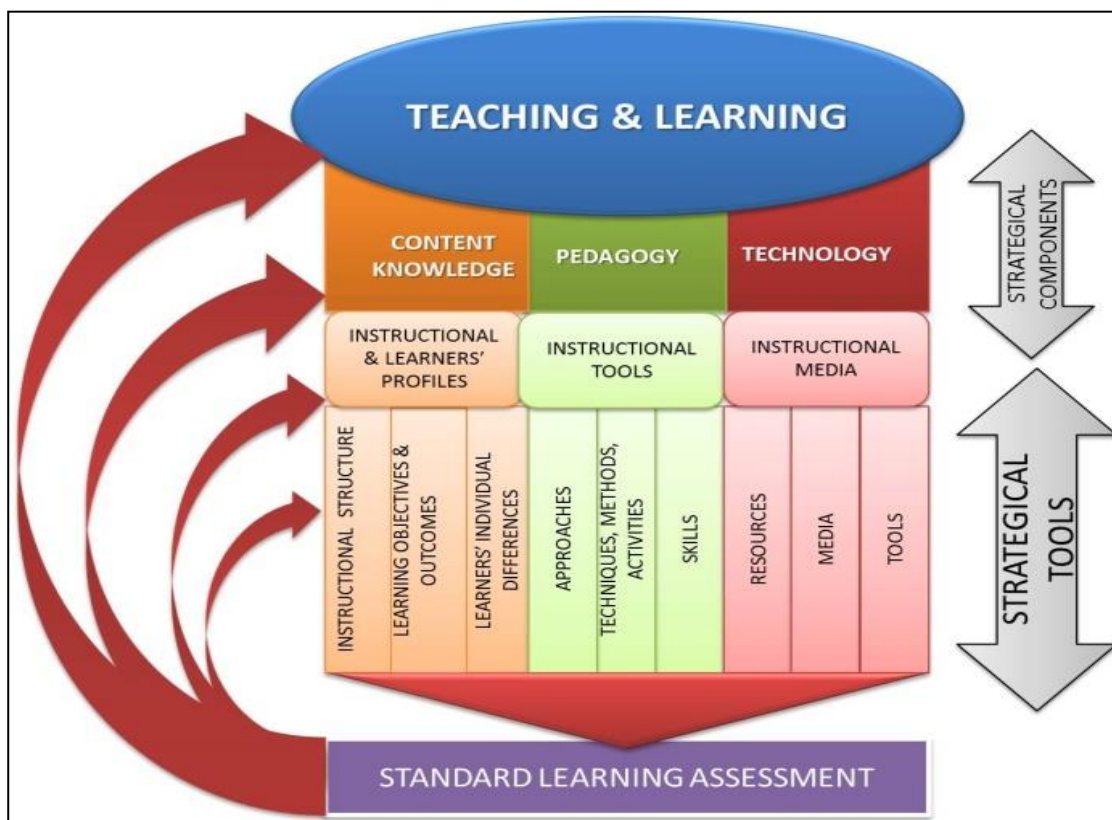 TEACHING & LEARNING
CONTENT
KNOWLEDGE
PEDAGOGY
TECHNOLOGY
STRATEGICAL
COMPONENTS
INSTRUCTIONAL
& LEARNERS'
PROFILES
INSTRUCTIONAL
TOOLS
INSTRUCTIONAL
MEDIA
INSTRUCTIONAL STRUCTURE
LEARNING OBJECTIVES &
OUTCOMES
LEARNERS' INDIVIDUAL
DIFFERENCES
APPROACHES
TECHNIQUES, METHODS,
ACTIVITIES
SKILLS
RESOURCES
MEDIA
TOOLS
STRATEGICAL
TOOLS
STANDARD LEARNING ASSESSMENT